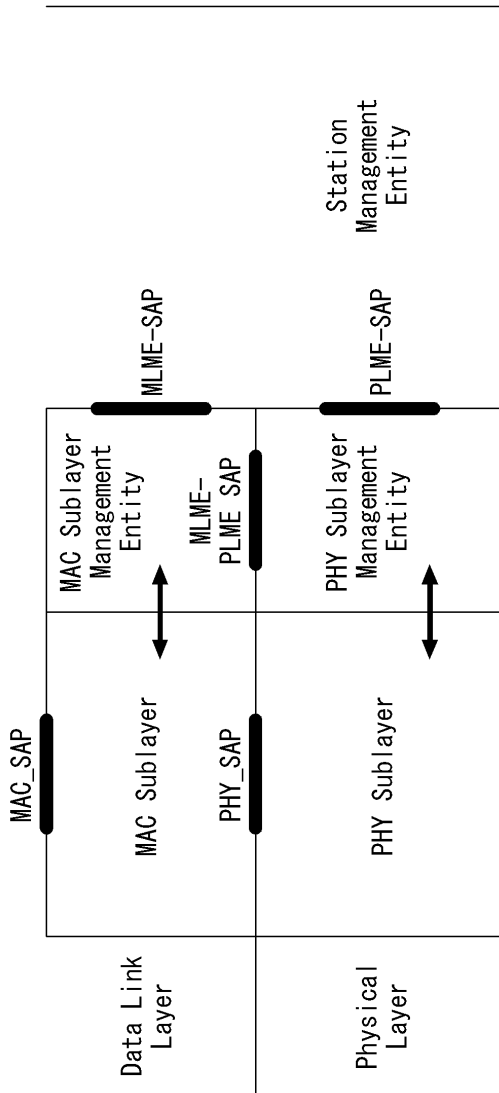 MAC_SAP
Data Link
Layer
MAC Sublayer
MAC Sublayer
Management
Entity
MLME-SAP
PHY_SAP
MLME-
PLME SAP
Physical
Layer
PHY Sublayer
PHY Sublayer
Management
Entity
PLME-SAP
Station
Management
Entity